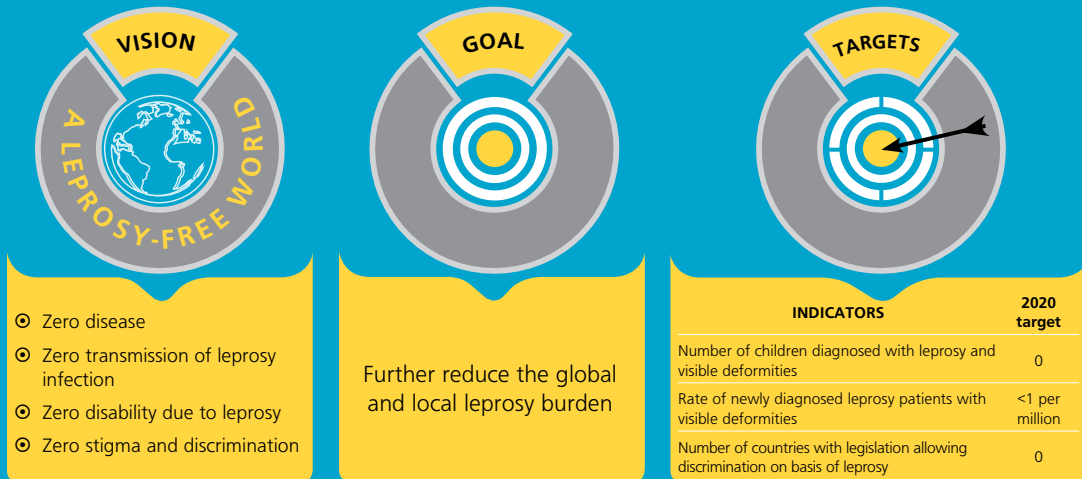 VISION
A LEPROSY-FREE WORLD
Zero disease
Zero transmission of leprosy
infection
Zero disability due to leprosy
Zero stigma and discrimination
GOAL
Further reduce the global
and local leprosy burden
TARGETS
INDICATORS
2020
target
Number of children diagnosed with leprosy and
visible deformities
0
Rate of newly diagnosed leprosy patients with
visible deformities
<1 per
million
Number of countries with legislation allowing
discrimination on basis of leprosy
0